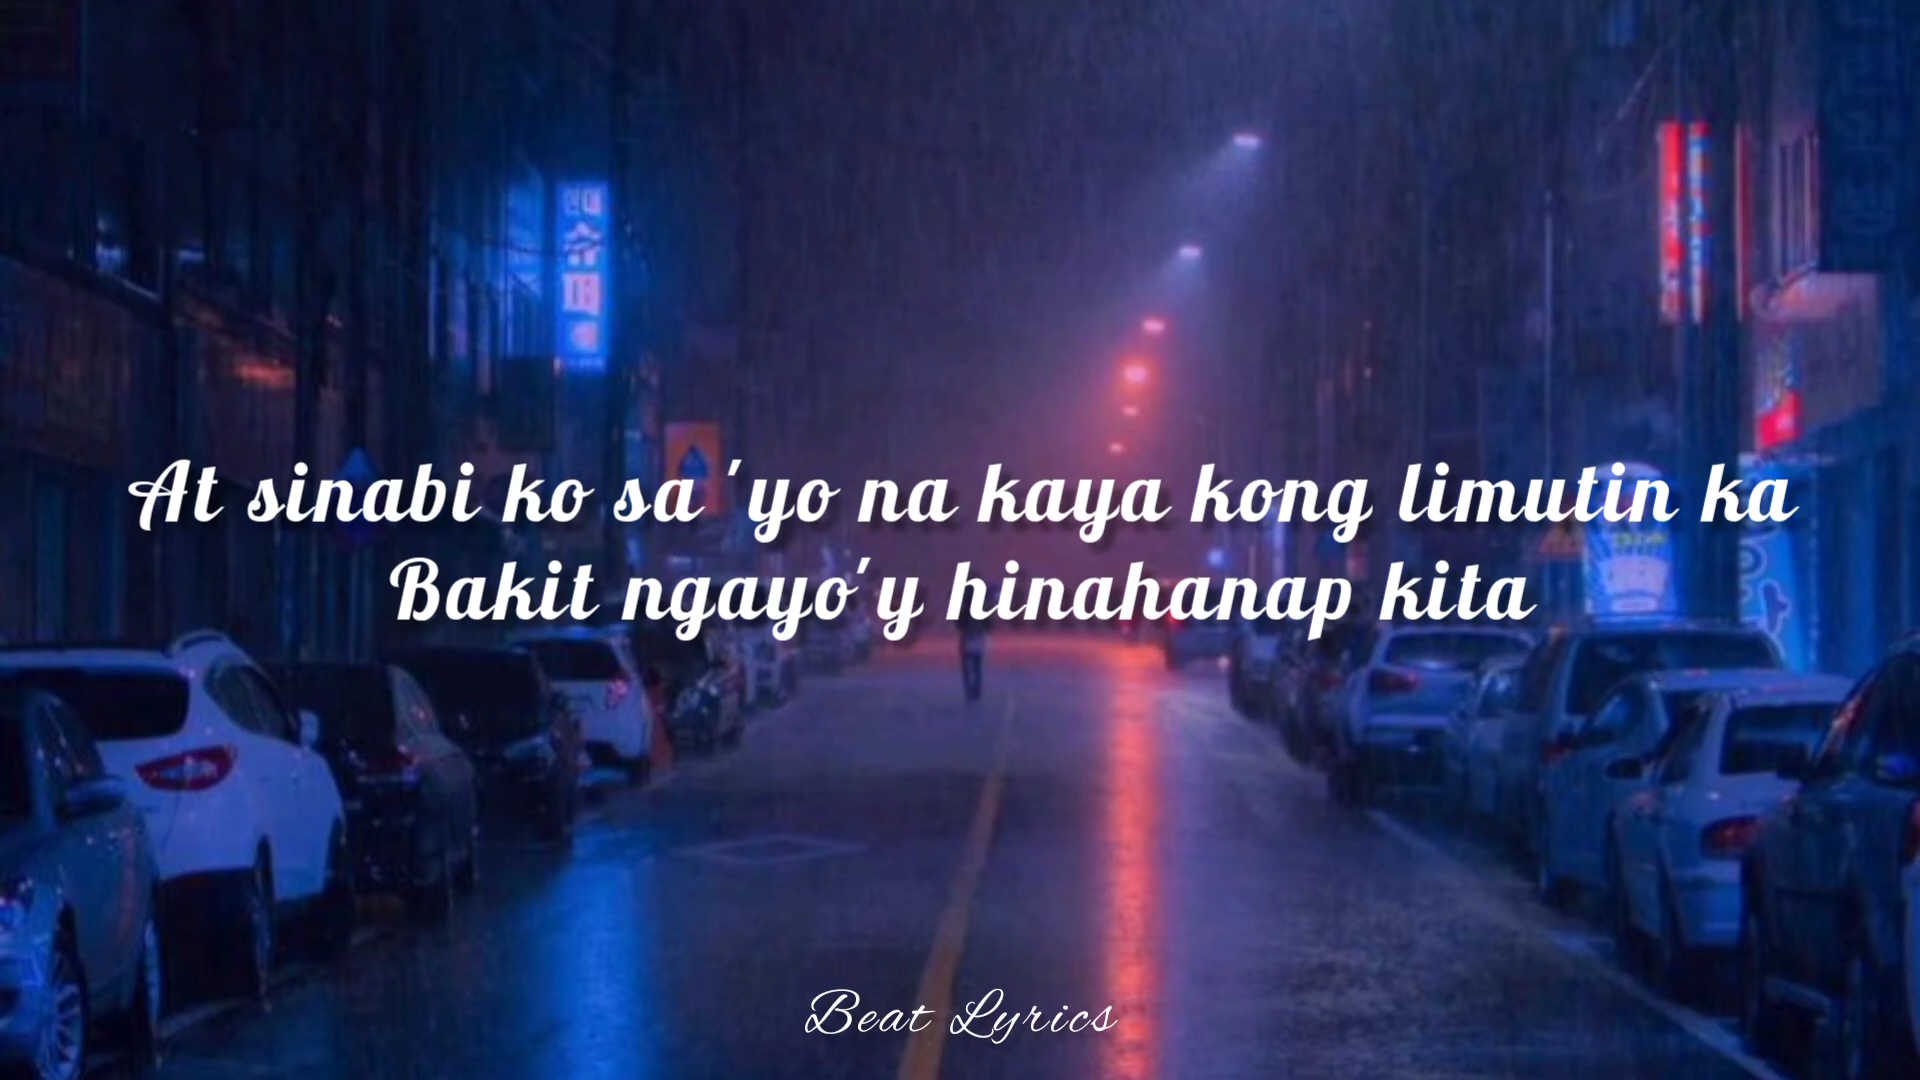 At sinabi ko sa 'yo na kaya kong limutin ka
Bakit ngayo'y hinahanap kita
Beat Lyrics